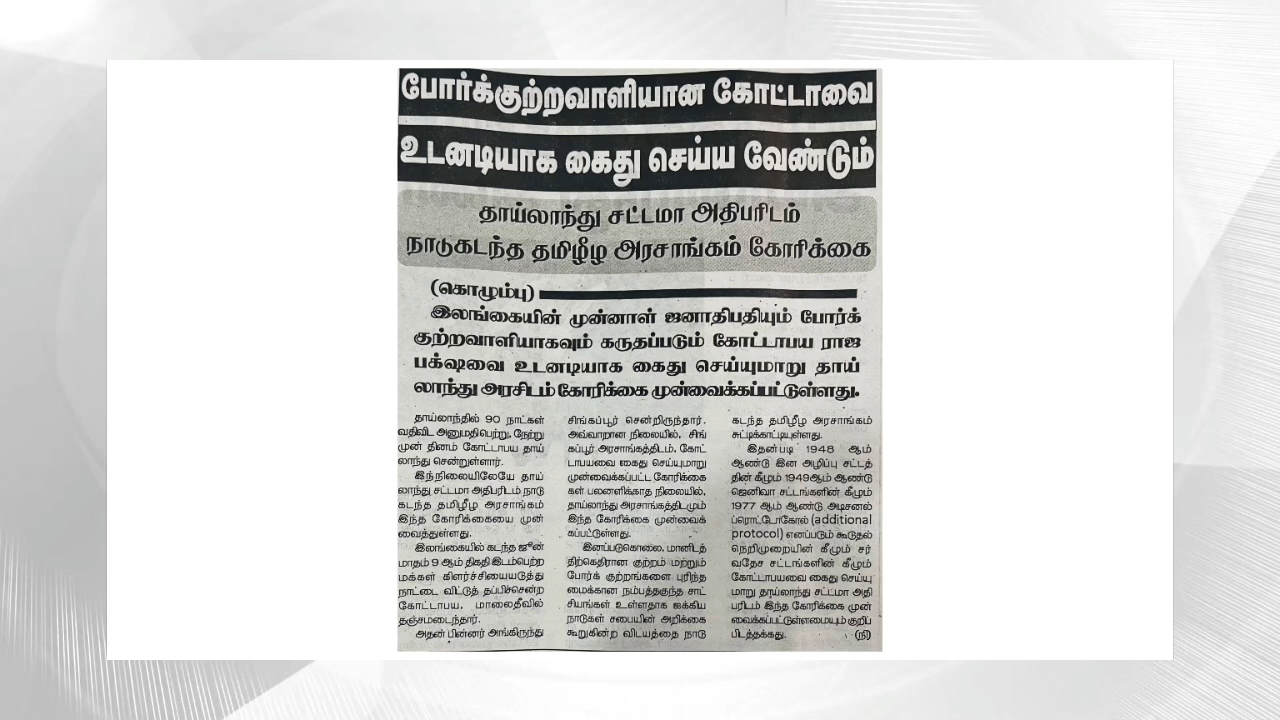 போர்க்குற்றவாளியான கோட்டாவை
உடனடியாக கைது செய்ய வேண்டும்
தாய்லாந்து சட்டமா அதிபரிடம்
நாடுகடந்த தமிழீழ அரசாங்கம் கோரிக்கை
(கொழும்பு)
இலங்கையின் முன்னாள் ஜனாதிபதியும் போர்க்
குற்றவாளியாகவும் கருதப்படும் கோட்டாபய ராஜ
பக்ஷவை உடனடியாக கைது செய்யுமாறு தாய்
லாந்து அரசிடம் கோரிக்கை முன்வைக்கப்பட்டுள்ளது.
தாய்லாந்தில் 90 நாட்கள்
வதிவிட அனுமதிபெற்று, நேற்று
முன் தினம் கோட்டாபய தாய்
லாந்து சென்றுள்ளார்.
இந்நிலையிலேயே தாய்
லாந்து சட்டமா அதிபரிடம் நாடு
கடந்த தமிழீழ அரசாங்கம்
இந்த கோரிக்கையை முன்
வைத்துள்ளது.
இலங்கையில் கடந்த ஜூன்
மாதம் 9 ஆம் திகதி இடம்பெற்ற
மக்கள் கிளர்ச்சியையடுத்து
நாட்டை விட்டுத் தப்பிச்சென்ற
கோட்டாபய, மாலைதீவில்
தஞ்சமடைந்தார்.
அதன் பின்னர் அங்கிருந்து
சிங்கப்பூர் சென்றிருந்தார்.
அவ்வாறான நிலையில், சிங்
கப்பூர் அரசாங்கத்திடம், கோட்
டாபயவை கைது செய்யுமாறு
முன்வைக்கப்பட்ட கோரிக்கை
கள் பலனளிக்காத நிலையில்,
தாய்லாந்து அரசாங்கத்திடமும்
இந்த கோரிக்கை முன்வைக்
கப்பட்டுள்ளது.
இனப்படுகொலை, மானிடத்
திற்கெதிரான குற்றம் மற்றும்
போர்க் குற்றங்களை புரிந்த
மைக்கான நம்பத்தகுந்த சாட்
சியங்கள் உள்ளதாக ஐக்கிய
நாடுகள் சபையின் அறிக்கை
கூறுகின்ற விடயத்தை நாடு
கடந்த தமிழீழ அரசாங்கம்
சுட்டிக்காட்டியுள்ளது.
இதன்படி 1948 ஆம்
ஆண்டு இன அழிப்பு சட்டத்
தின் கீழும் 1949ஆம் ஆண்டு
ஜெனிவா சட்டங்களின் கீழும்
1977 ஆம் ஆண்டு அடிசனல்
ப்ரொட்டோகோல் (additional
protocol) எனப்படும் கூடுதல்
நெறிமுறையின் கீழும் சர்
வதேச சட்டங்களின் கீழும்
கோட்டாபயவை கைது செய்யு
மாறு தாய்லாந்து சட்டமா அதி
பரிடம் இந்த கோரிக்கை முன்
வைக்கப்பட்டுள்ளமையும் குறிப்
பிடத்தக்கது. (நி)